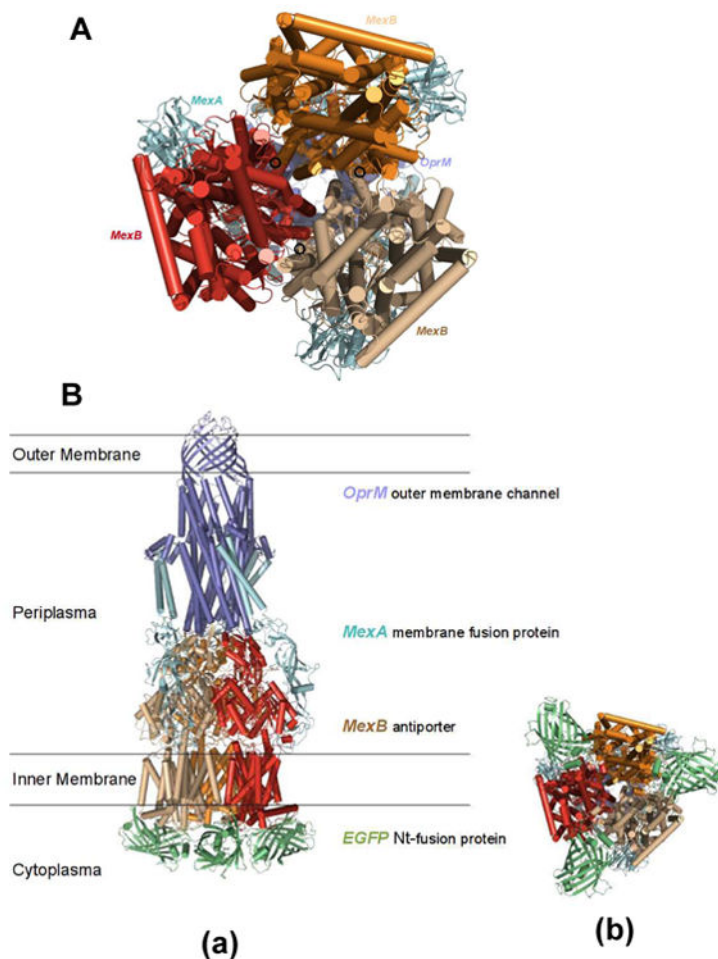 A
MexB
MexA
OprM
MexB
MexB
B
Outer Membrane
OprM outer membrane channel
Periplasma
MexA membrane fusion protein
MexB antiporter
Inner Membrane
EGFP Nt-fusion protein
Cytoplasma
(a)
(b)